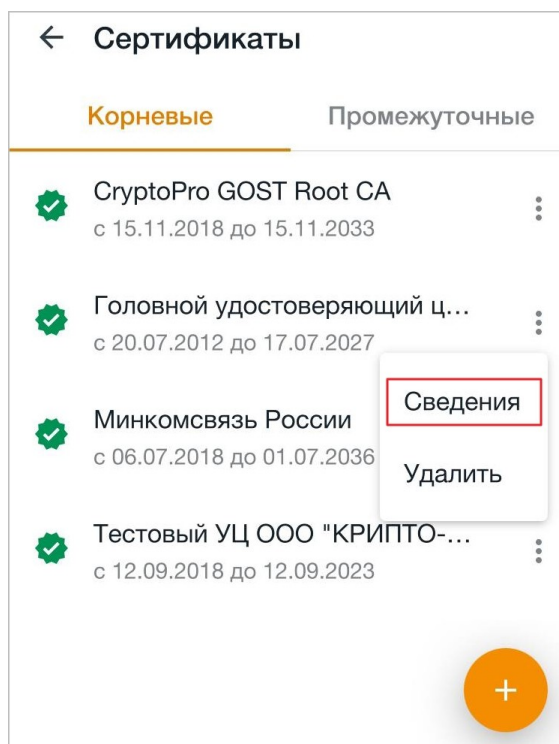 Сертификаты
Корневые
Промежуточные
CryptoPro GOST Root CA
с 15.11.2018 до 15.11.2033
Головной удостоверяющий ц...
с 20.07.2012 до 17.07.2027
Сведения
Минкомсвязь России
с 06.07.2018 до 01.07.2036
Удалить
Тестовый УЦ ООО "КРИПТО-...
с 12.09.2018 до 12.09.2023